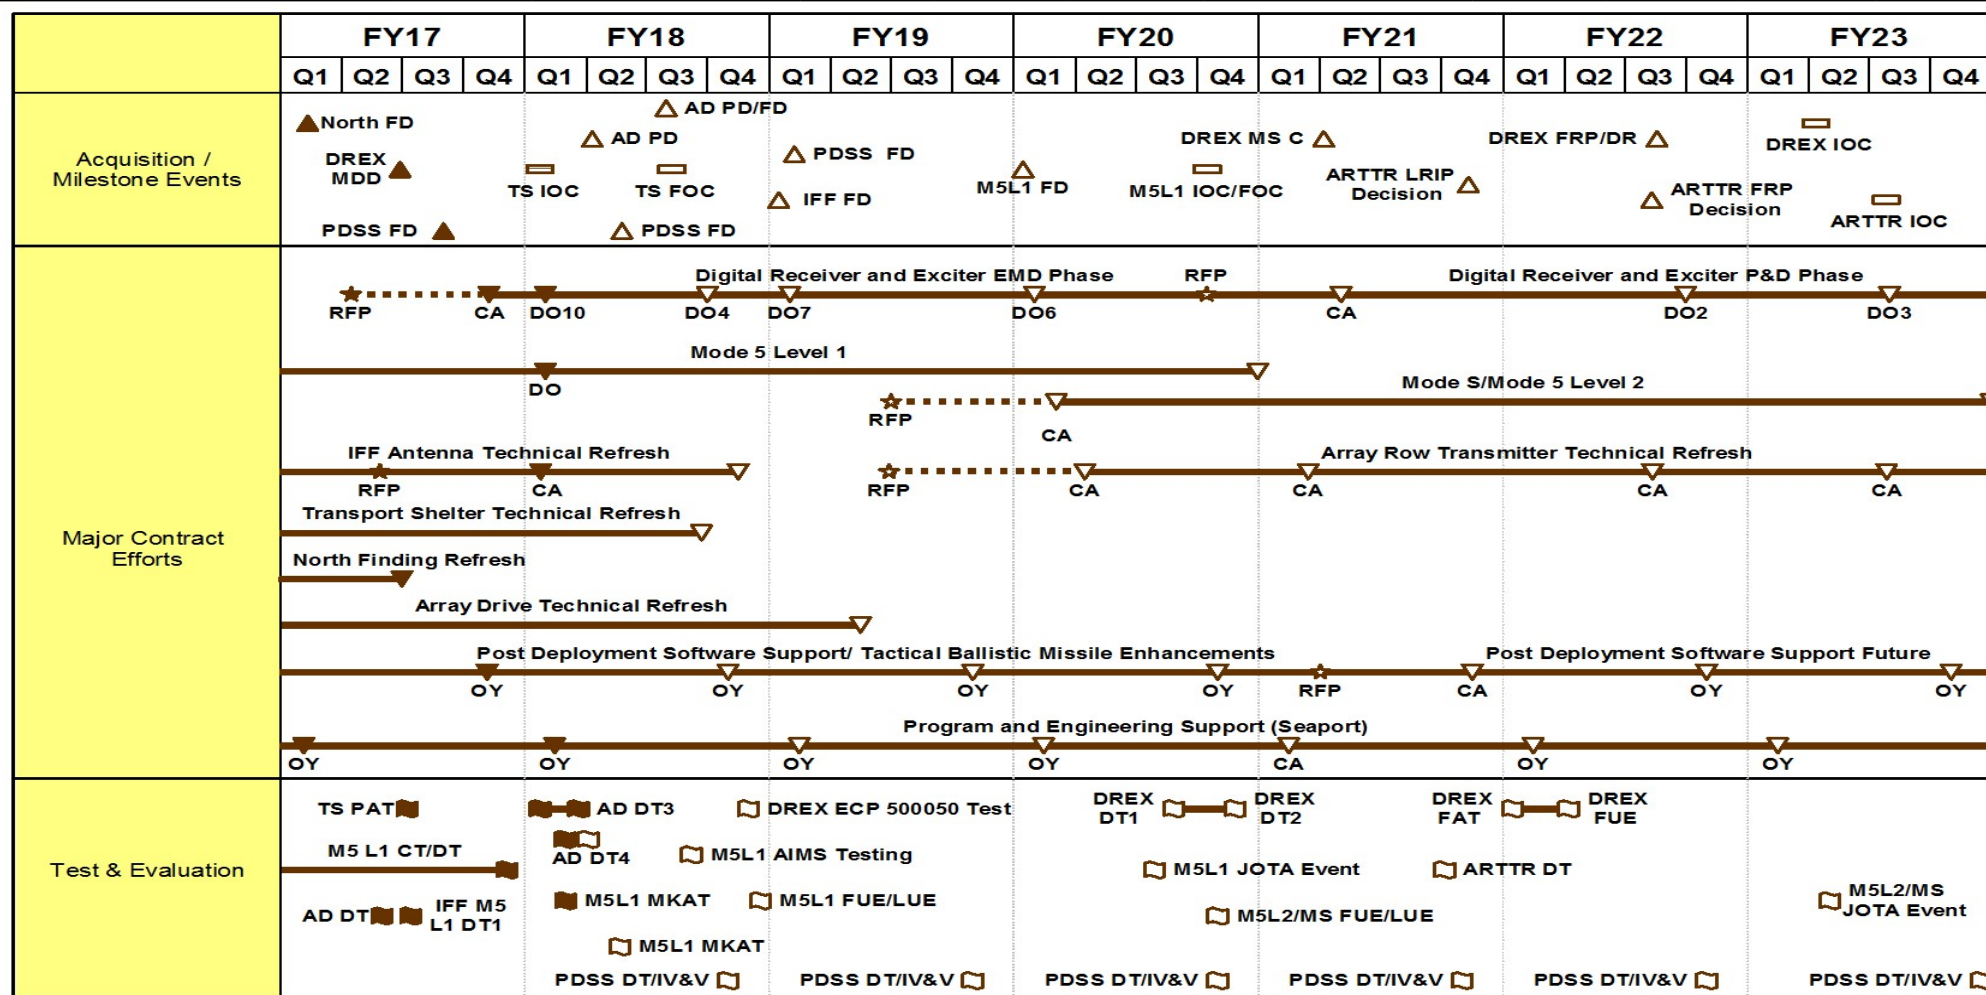 FY17 FY18 FY19 FY20 FY21 FY22 FY23
Q1 Q2 Q3 Q4 Q1 Q2 Q3 Q4 Q1 Q2 Q3 Q4 Q1 Q2 Q3 Q4 Q1 Q2 Q3 Q4 Q1 Q2 Q3 Q4 Q1 Q2 Q3 Q4
Acquisition /
Milestone Events
North FD
DREX
MDD
PDSS FD
AD PD/FD
AD PD
TS IOC
TS FOC
PDSS FD
PDSS FD
IFF FD
M5L1 FD
DREX MS C
M5L1 IOC/FOC
ARTTR LRIP
Decision
DREX FRP/DR
ARTTR FRP
Decision
DREX IOC
ARTTR IOC
Major Contract
Efforts
Digital Receiver and Exciter EMD Phase
RFP
Digital Receiver and Exciter P&D Phase
RFP CA DO10 DO4 DO7 DO6 CA DO2 DO3
Mode 5 Level 1
DO
Mode S/Mode 5 Level 2
RFP
CA
IFF Antenna Technical Refresh
Array Row Transmitter Technical Refresh
RFP CA RFP CA CA CA CA
Transport Shelter Technical Refresh
North Finding Refresh
Array Drive Technical Refresh
Post Deployment Software Support/ Tactical Ballistic Missile Enhancements
Post Deployment Software Support Future
OY OY OY OY RFP CA OY OY
Program and Engineering Support (Seaport)
OY OY OY OY CA OY OY
Test & Evaluation
TS PAT
M5 L1 CT/DT
AD DT
IFF M5
L1 DT1
AD DT3
AD DT4
M5L1 MKAT
M5L1 MKAT
DREX ECP 500050 Test
M5L1 AIMS Testing
M5L1 FUE/LUE
DREX
DT1
DREX
DT2
M5L1 JOTA Event
M5L2/MS FUE/LUE
DREX
FAT
DREX
FUE
ARTTR DT
M5L2/MS
JOTA Event
PDSS DT/IV&V PDSS DT/IV&V PDSS DT/IV&V PDSS DT/IV&V PDSS DT/IV&V PDSS DT/IV&V